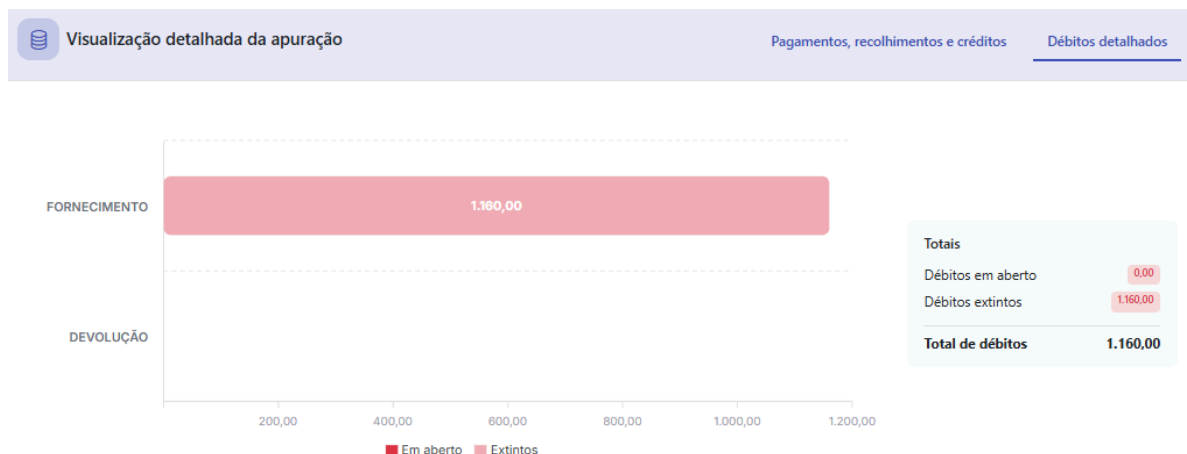 Visualização detalhada da apuração
Pagamentos, recolhimentos e créditos
Débitos detalhados
FORNECIMENTO
1.160,00
DEVOLUÇÃO
200,00
400,00
600,00
800,00
1.000,00
1.200,00
Em aberto
Extintos
Totais
Débitos em aberto 0,00
Débitos extintos 1.160,00
Total de débitos 1.160,00